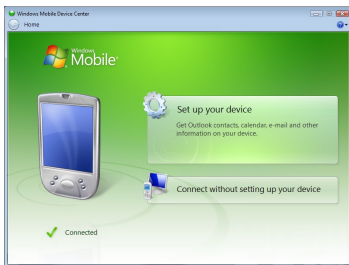 Windows Mobile Device Center
Home
Windows
Mobile
Set up your device
Get Outlook contacts, calendar, e-mail and other
information on your device.
Connect without setting up your device
Connected